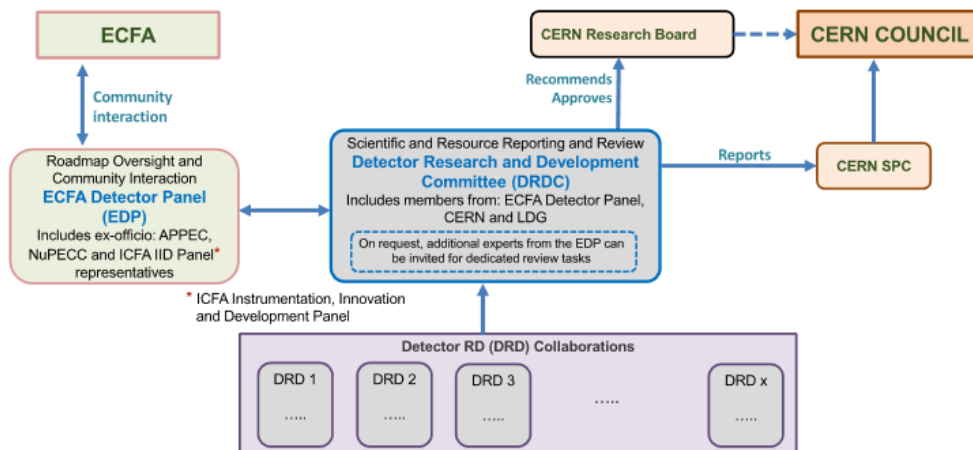 ECFA
CERN Research Board
CERN COUNCIL
Community
interaction
Recommends
Approves
Roadmap Oversight and
Community Interaction
ECFA Detector Panel
(EDP)
Includes ex-officio: APPEC,
NuPECC and ICFA IID Panel*
representatives
Scientific and Resource Reporting and Review
Detector Research and Development
Committee (DRDC)
Includes members from: ECFA Detector Panel,
CERN and LDG
On request, additional experts from the EDP can
be invited for dedicated review tasks
Reports
CERN SPC
* ICFA Instrumentation, Innovation
and Development Panel
Detector RD (DRD) Collaborations
DRD 1
.....
DRD 2
.....
DRD 3
.....
.....
DRD x
.....